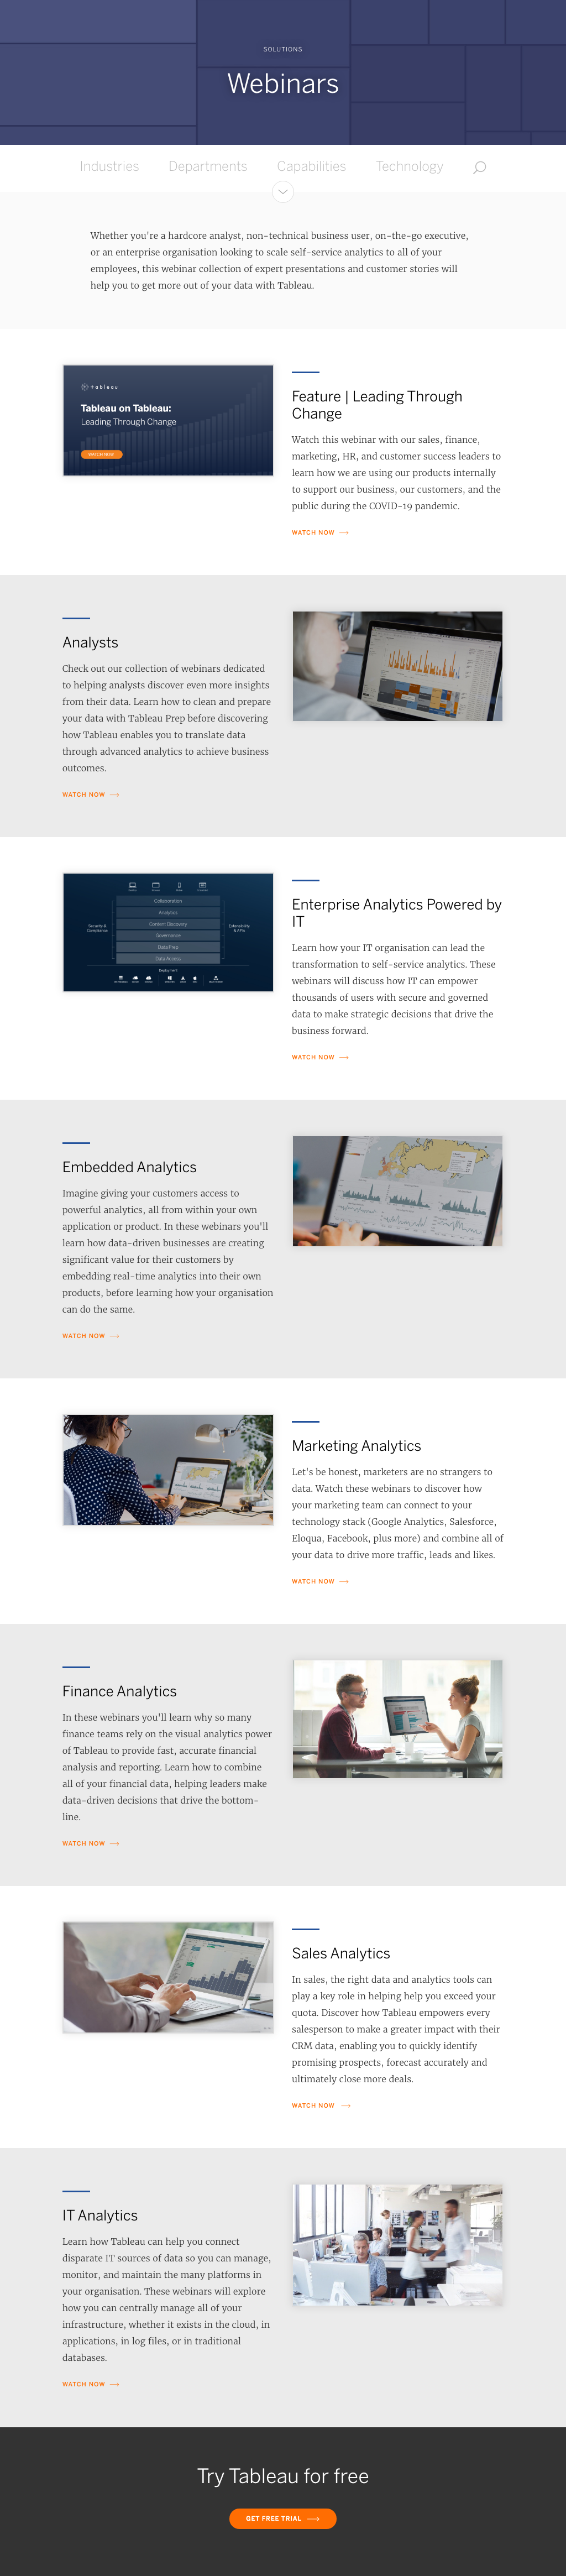 SOLUTIONS
Webinars
Industries
Departments
Capabilities
Technology
Whether you're a hardcore analyst, non-technical business user, on-the-go executive,
or an enterprise organisation looking to scale self-service analytics to all of your
employees, this webinar collection of expert presentations and customer stories will
help you to get more out of your data with Tableau.
+ a b | e a u
Tableau on Tableau:
Leading Through Change
WATCH NOW
Feature | Leading Through
Change
Watch this webinar with our sales, finance,
marketing, HR, and customer success leaders to
learn how we are using our products internally
to support our business, our customers, and the
public during the COVID-19 pandemic.
WATCH NOW
Analysts
Check out our collection of webinars dedicated
to helping analysts discover even more insights
from their data. Learn how to clean and prepare
your data with Tableau Prep before discovering
how Tableau enables you to translate data
through advanced analytics to achieve business
outcomes.
WATCH NOW
Collaboration
Analytics
Content Discovery
Governance
Data Prep
Data Access
Security &
Compliance
Extensibility
& APIs
Deployment
Enterprise Analytics Powered by
IT
Learn how your IT organisation can lead the
transformation to self-service analytics. These
webinars will discuss how IT can empower
thousands of users with secure and governed
data to make strategic decisions that drive the
business forward.
WATCH NOW
Embedded Analytics
Imagine giving your customers access to
powerful analytics, all from within your own
application or product. In these webinars you'll
learn how data-driven businesses are creating
significant value for their customers by
embedding real-time analytics into their own
products, before learning how your organisation
can do the same.
WATCH NOW
Marketing Analytics
Let's be honest, marketers are no strangers to
data. Watch these webinars to discover how
your marketing team can connect to your
technology stack (Google Analytics, Salesforce,
Eloqua, Facebook, plus more) and combine all of
your data to drive more traffic, leads and likes.
WATCH NOW
Finance Analytics
In these webinars you'll learn why so many
finance teams rely on the visual analytics power
of Tableau to provide fast, accurate financial
analysis and reporting. Learn how to combine
all of your financial data, helping leaders make
data-driven decisions that drive the bottom-
line.
WATCH NOW
Sales Analytics
In sales, the right data and analytics tools can
play a key role in helping help you exceed your
quota. Discover how Tableau empowers every
salesperson to make a greater impact with their
CRM data, enabling you to quickly identify
promising prospects, forecast accurately and
ultimately close more deals.
WATCH NOW
IT Analytics
Learn how Tableau can help you connect
disparate IT sources of data so you can manage,
monitor, and maintain the many platforms in
your organisation. These webinars will explore
how you can centrally manage all of your
infrastructure, whether it exists in the cloud, in
applications, in log files, or in traditional
databases.
WATCH NOW
Try Tableau for free
GET FREE TRIAL